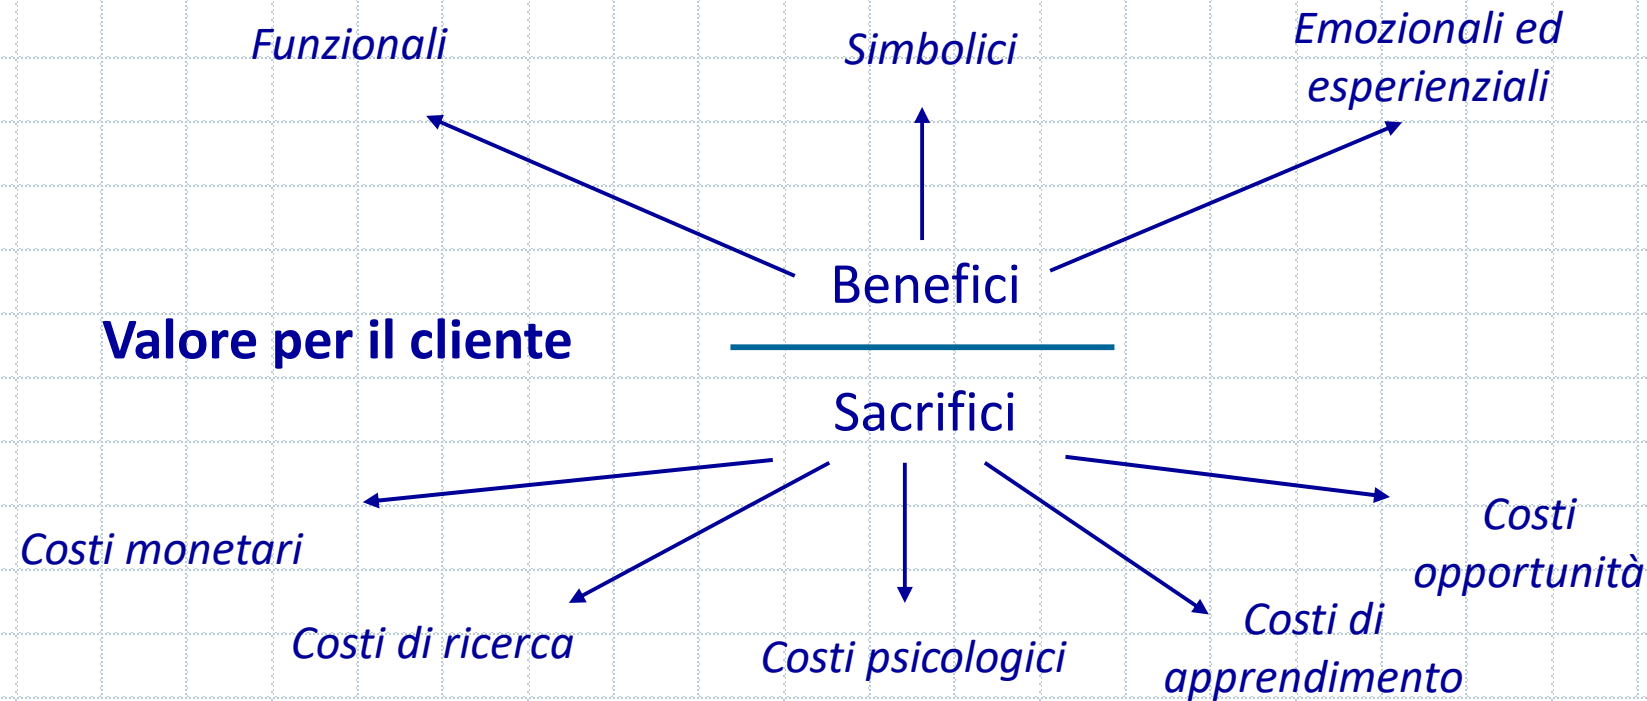 Funzionali
Simbolici
Emozionali ed
esperienziali
Benefici
Valore per il cliente
Sacrifici
Costi monetari
Costi di ricerca
Costi psicologici
Costi di
apprendimento
Costi
opportunità